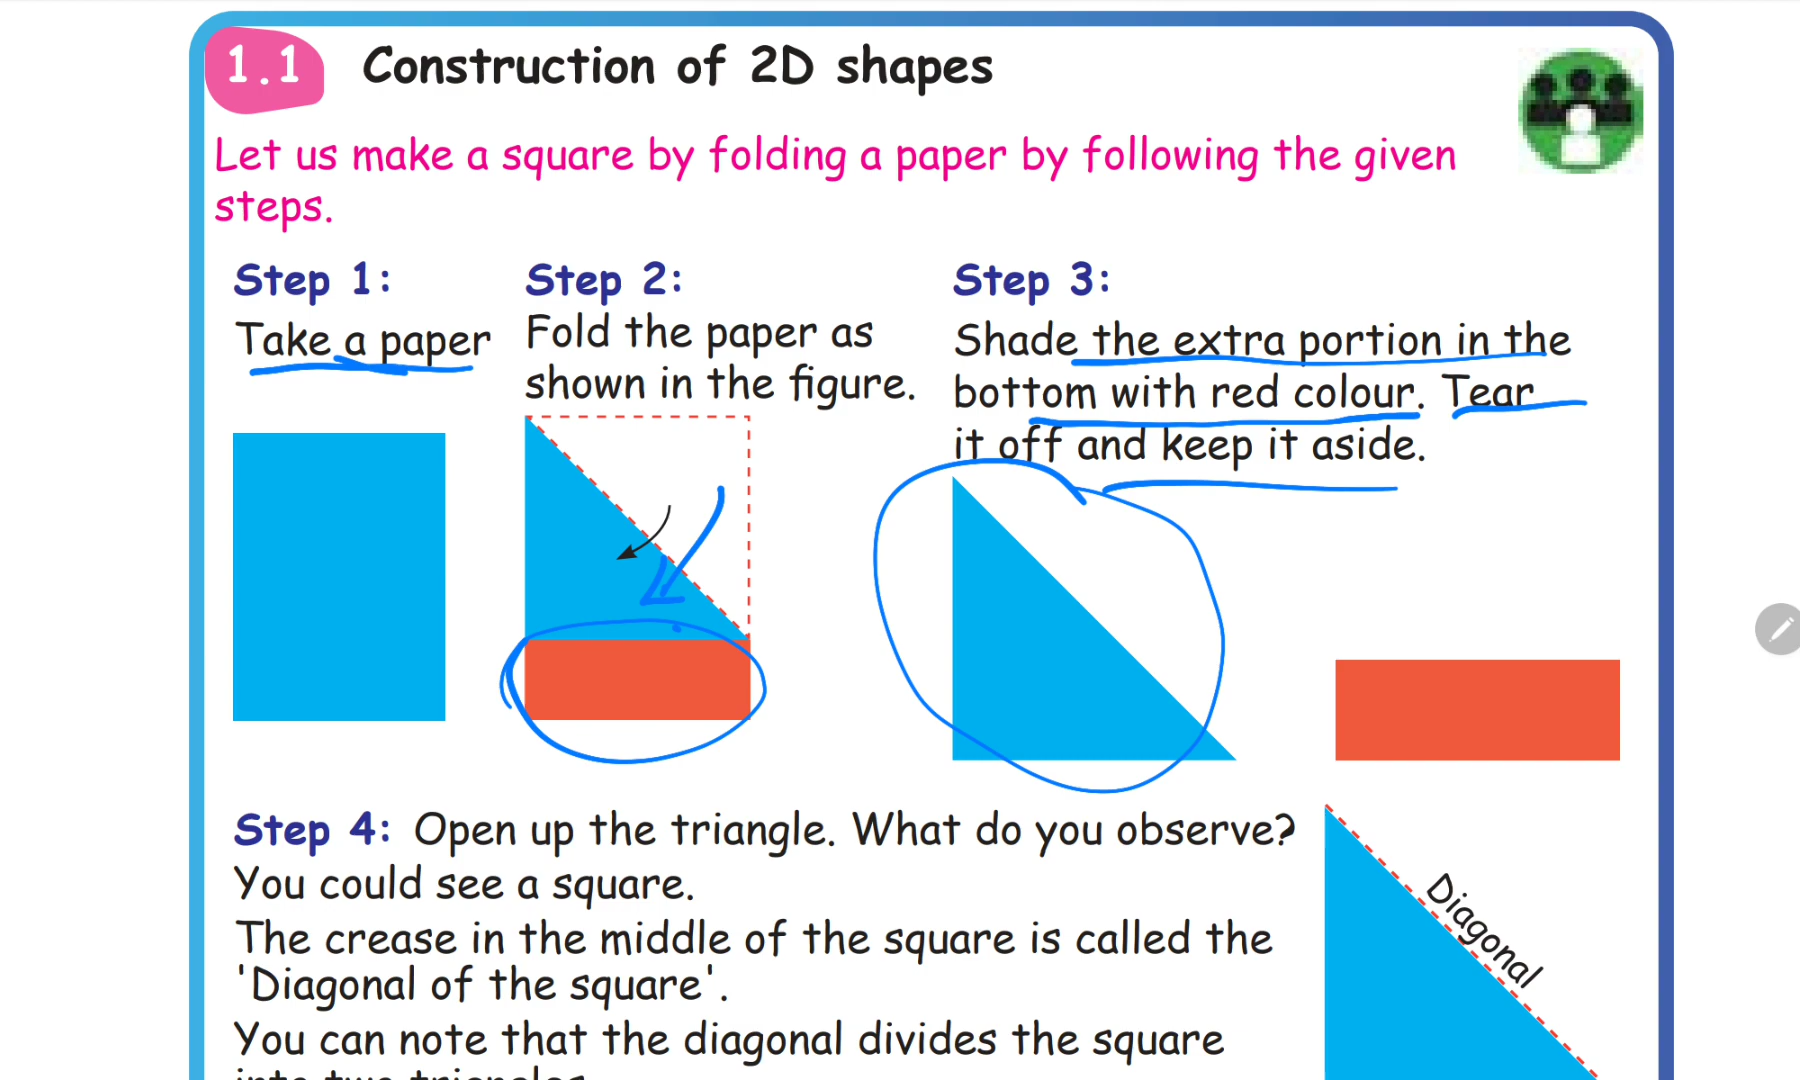 1.1 Construction of 2D shapes
Let us make a square by folding a paper by following the given
steps.
Step 1:
Take a paper
Step 2:
Fold the paper as
shown in the figure.
Step 3:
Shade the extra portion in the
bottom with red colour. Tear
it off and keep it aside.
Step 4: Open up the triangle. What do you observe?
You could see a square.
The crease in the middle of the square is called the
'Diagonal of the square'.
You can note that the diagonal divides the square
into two triangles
Diagonal